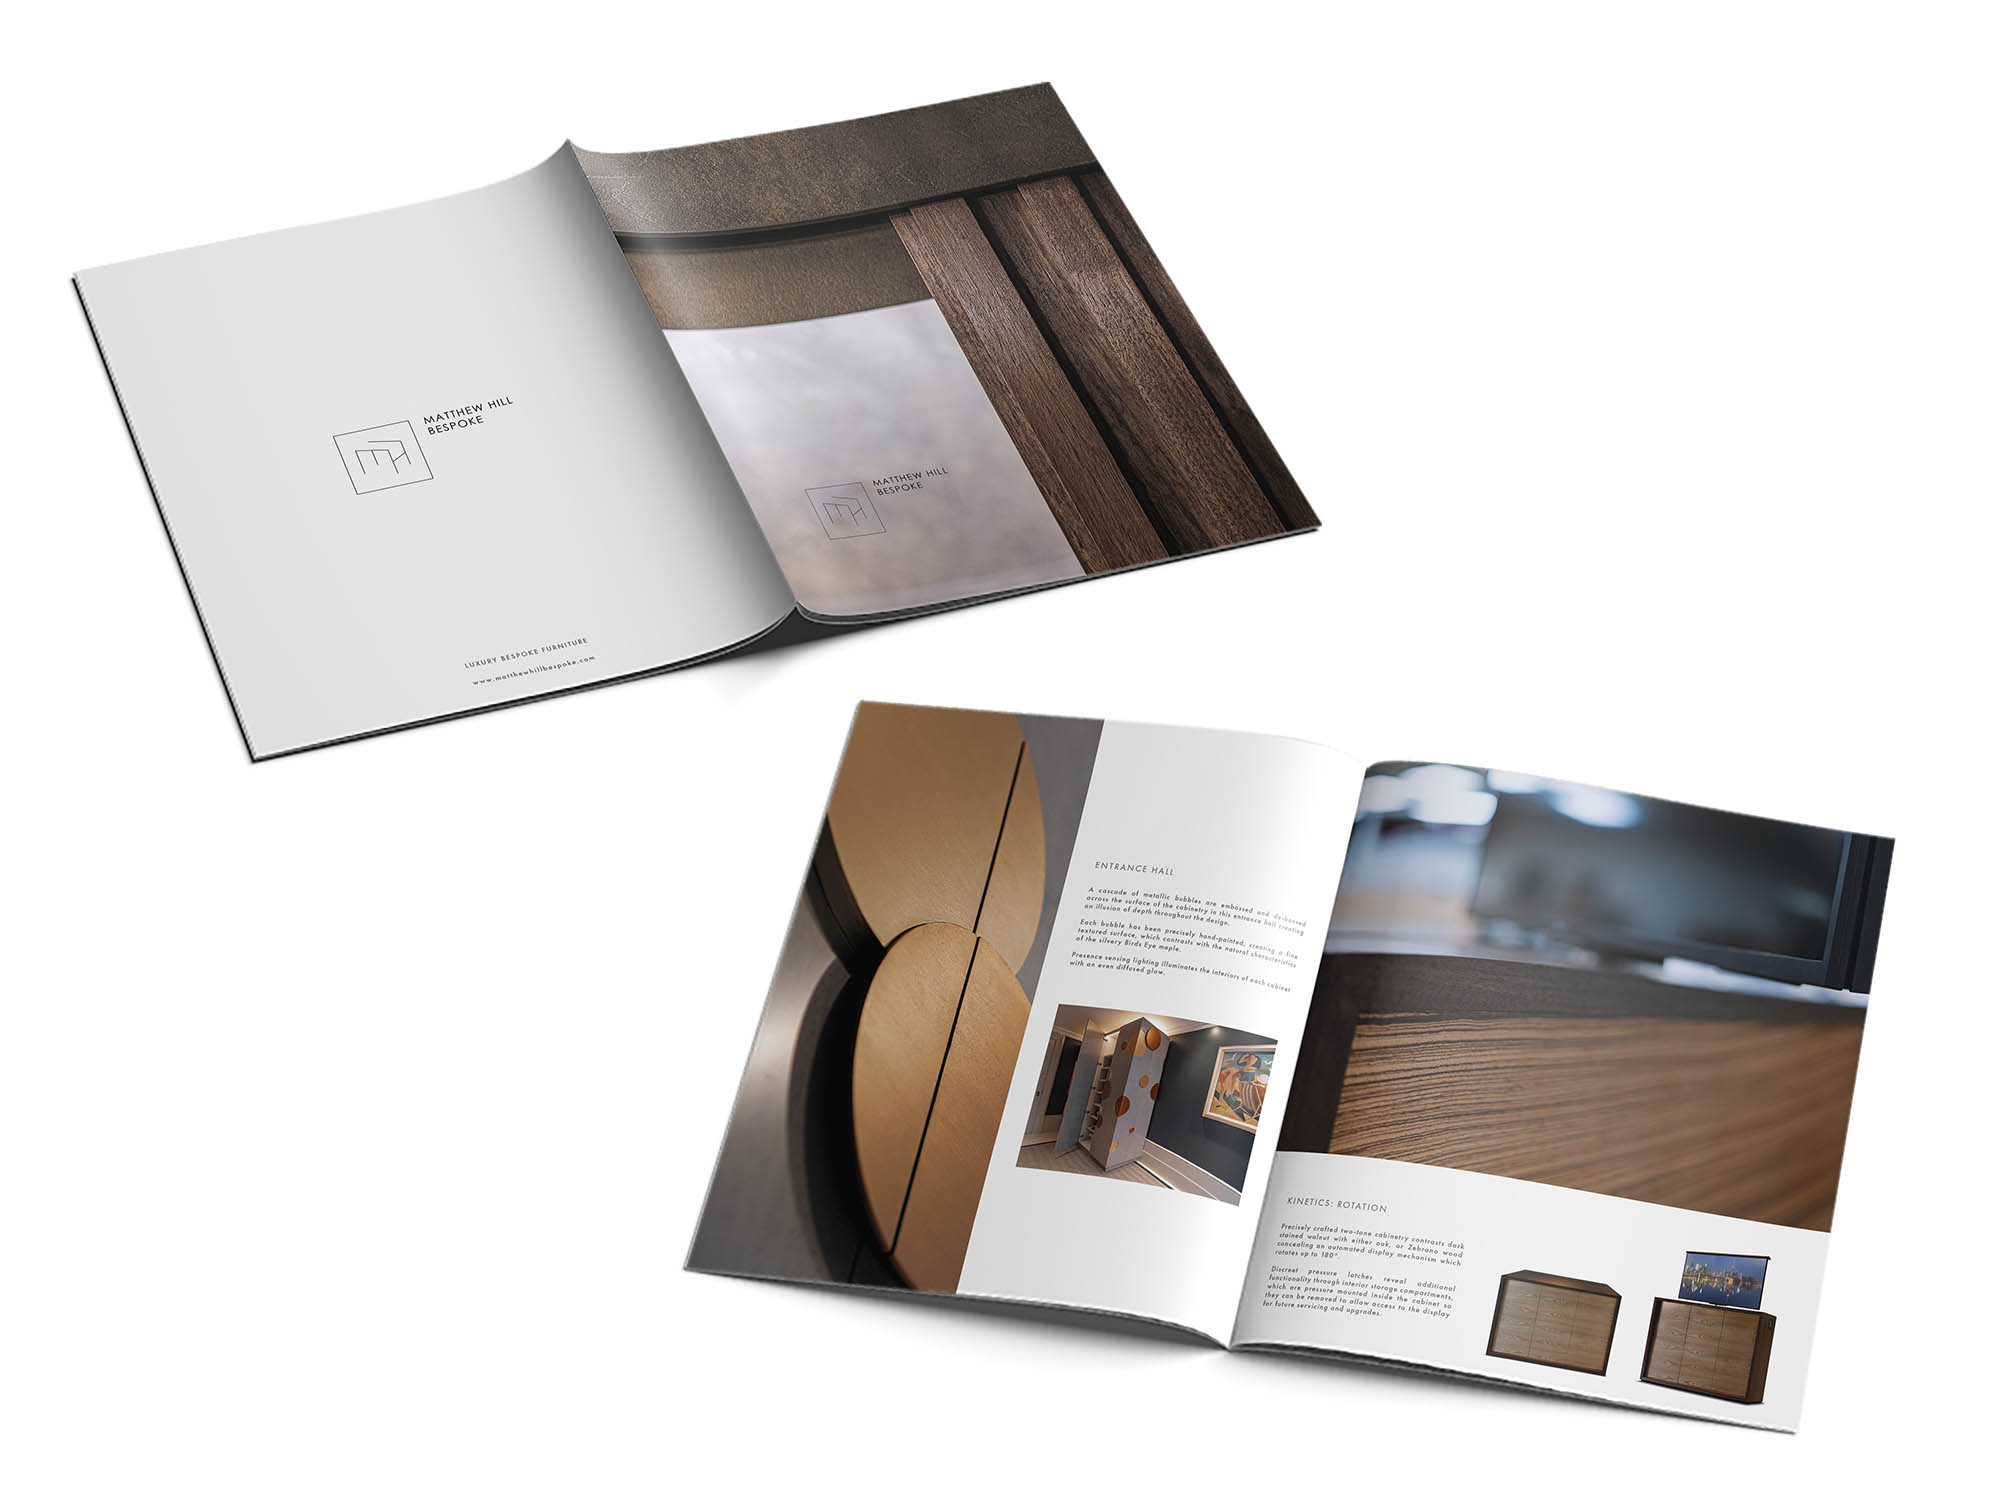 MATTHEW HILL
BESPOKE
LUXURY BESPOKE FURNITURE
www.matthewhillbespoke.com
MATTHEW HILL
BESPOKE
ENTRANCE HALL
A cascade of metallic bubbles are embossed and de-bossed
across the surface of the cabinetry in this entrance hall creating
an illusion of depth throughout the design.
Each bubble has been precisely hand-painted, creating a fine
textured surface, which contrasts with the natural characteristics
of the silvery Birds Eye maple.
Presence sensing lighting illuminates the interiors of each cabinet
with an even diffused glow.
KINETICS: ROTATION
Precisely crafted two-tone cabinetry contrasts dark
stained walnut with either oak, or Zebrano wood
concealing an automated display mechanism which
rotates up to 180°.
Discreet pressure latches reveal additional
functionality through interior storage compartments,
which are pressure mounted inside the cabinet so
they can be removed to allow access to the display
for future servicing and upgrades.